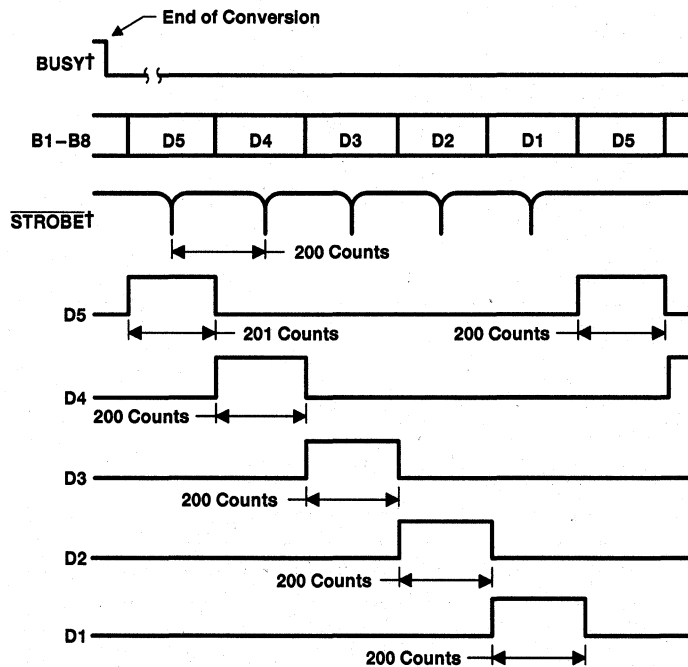 End of Conversion
BUSY†
B1–B8 D5 D4 D3 D2 D1 D5
STROBE†
200 Counts
D5
201 Counts 200 Counts
D4
200 Counts
D3
200 Counts
D2
200 Counts
D1
200 Counts